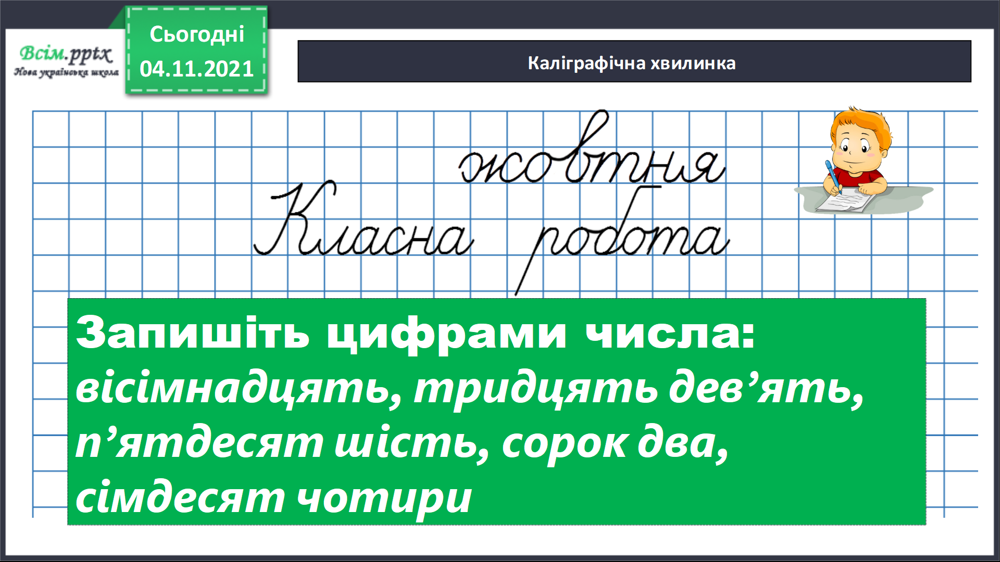 Всім.pptx
Нова українська школа
Сьогодні
04.11.2021
Каліграфічна хвилинка
жовтня
Класна робота
Запишіть цифрами числа:
вісімнадцять, тридцять дев’ять,
п’ятдесят шість, сорок два,
сімдесят чотири